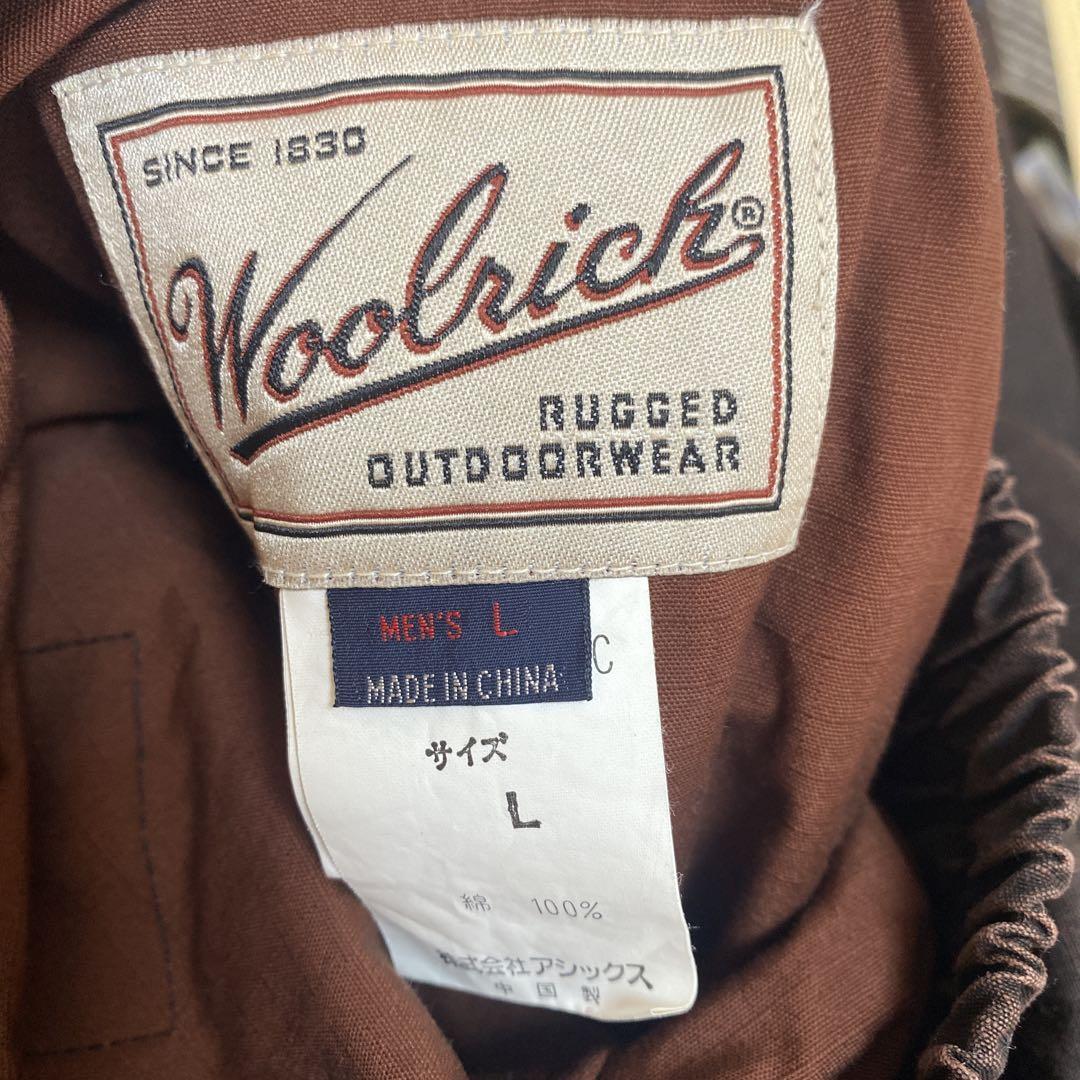 SINCE 1830
Woolrich®
RUGGED
OUTDOORWEAR
MEN'S L
MADE IN CHINA
C
サイズ
L
綿 100%
株式会社アシックス
中国製